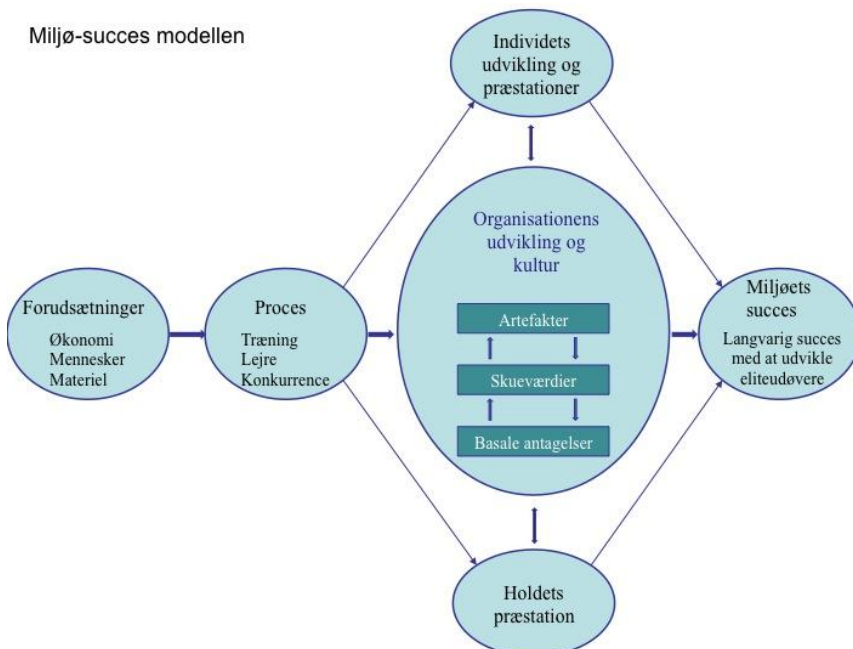 Miljø-succes modellen
Individets
udvikling og
præstationer
Forudsætninger
Økonomi
Mennesker
Materiel
Proces
Træning
Lejre
Konkurrence
Organisationens
udvikling og
kultur
Artefakter
Skueværdier
Basale antagelser
Miljøets
succes
Langvarig succes
med at udvikle
eliteudøvere
Holdets
præstation